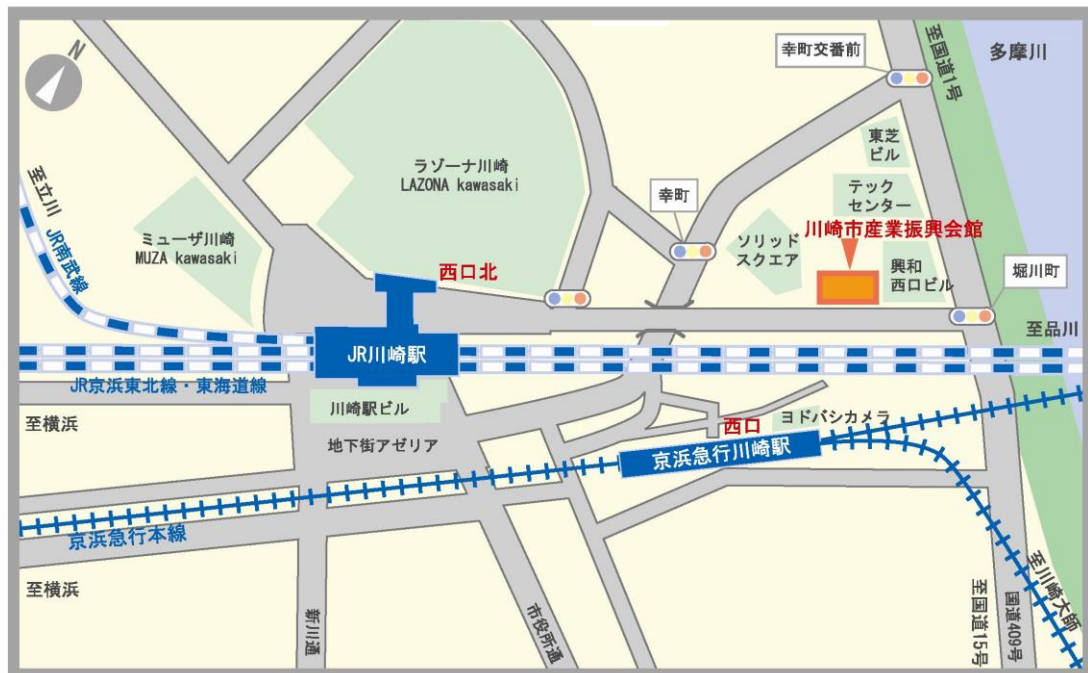 N
至国道1号
多摩川
幸町交番前
東芝
ビル
ラゾーナ川崎
LAZONA kawasaki
テック
センター
至立川
JR南武線
幸町
ミューザ川崎
MUZA kawasaki
ソリッド
スクエア
川崎市産業振興会館
興和
西口ビル
堀川町
西口北
至品川
JR川崎駅
JR京浜東北線・東海道線
川崎駅ビル
至横浜
ヨドバシカメラ
西口
地下街アゼリア
京浜急行川崎駅
京浜急行本線
至横浜
新川通
市役所通
至国道15号
国道409号
至川崎大師